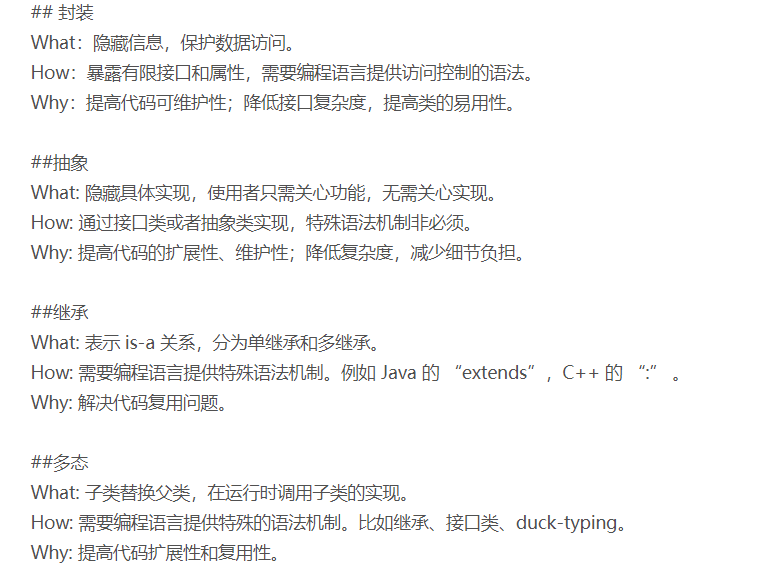 ## 封装
What：隐藏信息，保护数据访问。
How：暴露有限接口和属性，需要编程语言提供访问控制的语法。
Why：提高代码可维护性；降低接口复杂度，提高类的易用性。
##抽象
What: 隐藏具体实现，使用者只需关心功能，无需关心实现。
How: 通过接口类或者抽象类实现，特殊语法机制非必须。
Why: 提高代码的扩展性、维护性；降低复杂度，减少细节负担。
##继承
What: 表示 is-a 关系，分为单继承和多继承。
How: 需要编程语言提供特殊语法机制。例如 Java 的 “extends”，C++ 的 “:” 。
Why: 解决代码复用问题。
##多态
What: 子类替换父类，在运行时调用子类的实现。
How: 需要编程语言提供特殊的语法机制。比如继承、接口类、duck-typing。
Why: 提高代码扩展性和复用性。